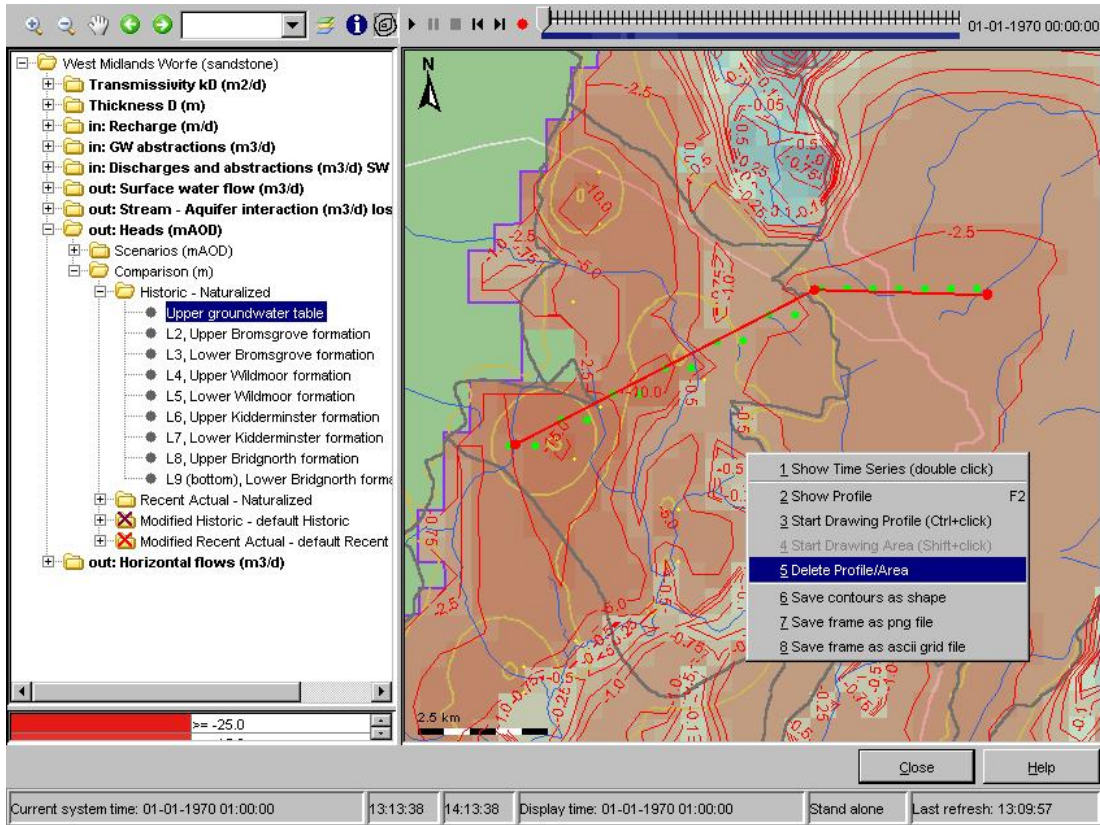 01-01-1970 00:00:00
West Midlands Worfe (sandstone)
Transmissivity kD (m2/d)
Thickness D (m)
in: Recharge (m/d)
in: GW abstractions (m3/d)
in: Discharges and abstractions (m3/d) SW
out: Surface water flow (m3/d)
out: Stream - Aquifer interaction (m3/d) los
out: Heads (mAOD)
Scenarios (mAOD)
Comparison (m)
Historic - Naturalized
Upper groundwater table
L2, Upper Bromsgrove formation
L3, Lower Bromsgrove formation
L4, Upper Wildmoor formation
L5, Lower Wildmoor formation
L6, Upper Kidderminster formation
L7, Lower Kidderminster formation
L8, Upper Bridgnorth formation
L9 (bottom), Lower Bridgnorth forma
Recent Actual - Naturalized
Modified Historic - default Historic
Modified Recent Actual - default Recent
out: Horizontal flows (m3/d)
>= -25.0
N
-2.5
-0.05
-10.0
-2.5
-5.0
-0.75
-2.5
2.5 km
1 Show Time Series (double click)
2 Show Profile F2
3 Start Drawing Profile (Ctrl+click)
4 Start Drawing Area (Shift+click)
5 Delete Profile/Area
6 Save contours as shape
7 Save frame as png file
8 Save frame as ascii grid file
Close
Help
Current system time: 01-01-1970 01:00:00
13:13:38
14:13:38
Display time: 01-01-1970 01:00:00
Stand alone
Last refresh: 13:09:57